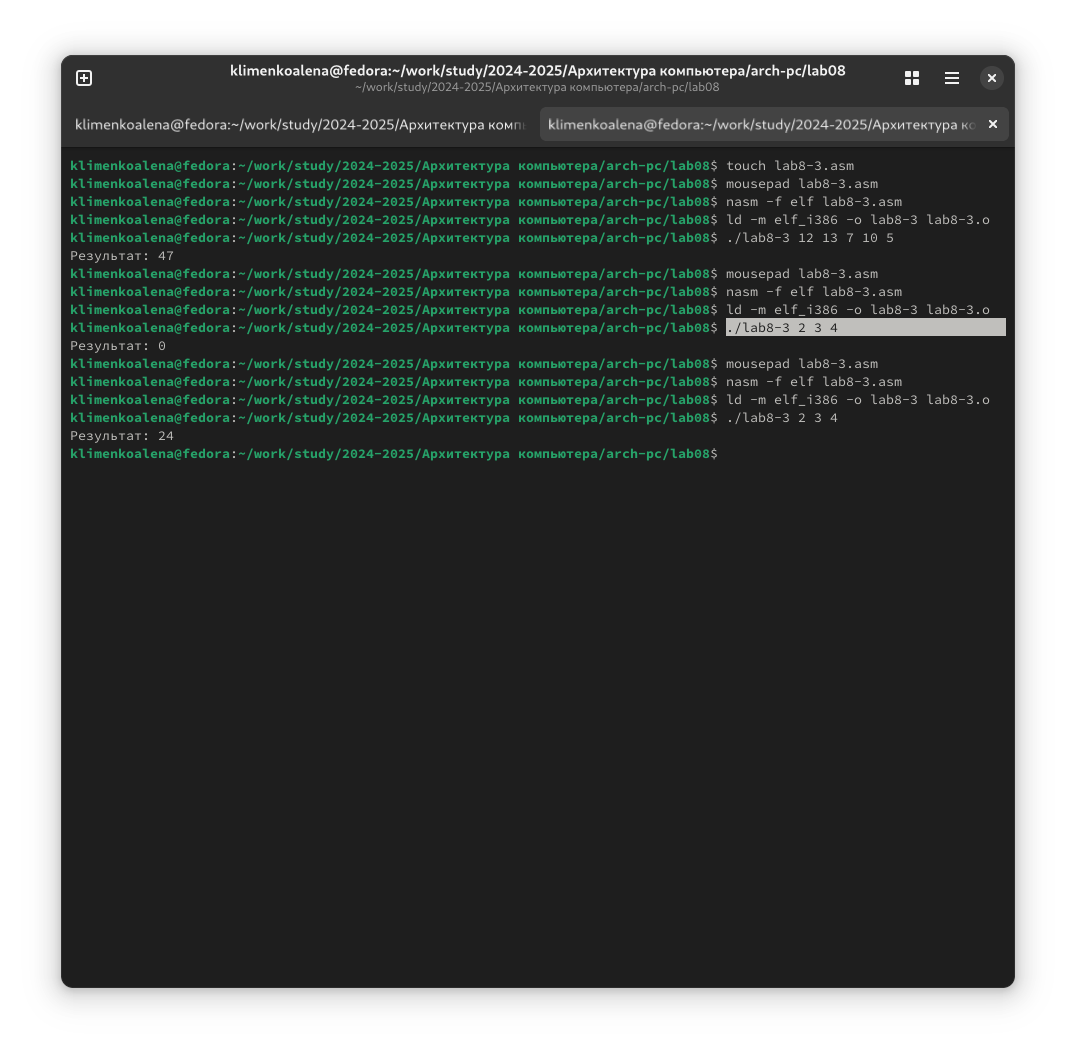 klimenkoalena@fedora:~/work/study/2024-2025/Архитектура компьютера/arch-pc/lab08
~/work/study/2024-2025/Архитектура компьютера/arch-pc/lab08
klimenkoalena@fedora:~/work/study/2024-2025/Архитектура комп
klimenkoalena@fedora:~/work/study/2024-2025/Архитектура ко
klimenkoalena@fedora:~/work/study/2024-2025/Архитектура компьютера/arch-pc/lab08$ touch lab8-3.asm
klimenkoalena@fedora:~/work/study/2024-2025/Архитектура компьютера/arch-pc/lab08$ mousepad lab8-3.asm
klimenkoalena@fedora:~/work/study/2024-2025/Архитектура компьютера/arch-pc/lab08$ nasm -f elf lab8-3.asm
klimenkoalena@fedora:~/work/study/2024-2025/Архитектура компьютера/arch-pc/lab08$ ld -m elf_i386 -o lab8-3 lab8-3.o
klimenkoalena@fedora:~/work/study/2024-2025/Архитектура компьютера/arch-pc/lab08$ ./lab8-3 12 13 7 10 5
Результат: 47
klimenkoalena@fedora:~/work/study/2024-2025/Архитектура компьютера/arch-pc/lab08$ mousepad lab8-3.asm
klimenkoalena@fedora:~/work/study/2024-2025/Архитектура компьютера/arch-pc/lab08$ nasm -f elf lab8-3.asm
klimenkoalena@fedora:~/work/study/2024-2025/Архитектура компьютера/arch-pc/lab08$ ld -m elf_i386 -o lab8-3 lab8-3.o
klimenkoalena@fedora:~/work/study/2024-2025/Архитектура компьютера/arch-pc/lab08$ ./lab8-3 2 3 4
Результат: 0
klimenkoalena@fedora:~/work/study/2024-2025/Архитектура компьютера/arch-pc/lab08$ mousepad lab8-3.asm
klimenkoalena@fedora:~/work/study/2024-2025/Архитектура компьютера/arch-pc/lab08$ nasm -f elf lab8-3.asm
klimenkoalena@fedora:~/work/study/2024-2025/Архитектура компьютера/arch-pc/lab08$ ld -m elf_i386 -o lab8-3 lab8-3.o
klimenkoalena@fedora:~/work/study/2024-2025/Архитектура компьютера/arch-pc/lab08$ ./lab8-3 2 3 4
Результат: 24
klimenkoalena@fedora:~/work/study/2024-2025/Архитектура компьютера/arch-pc/lab08$